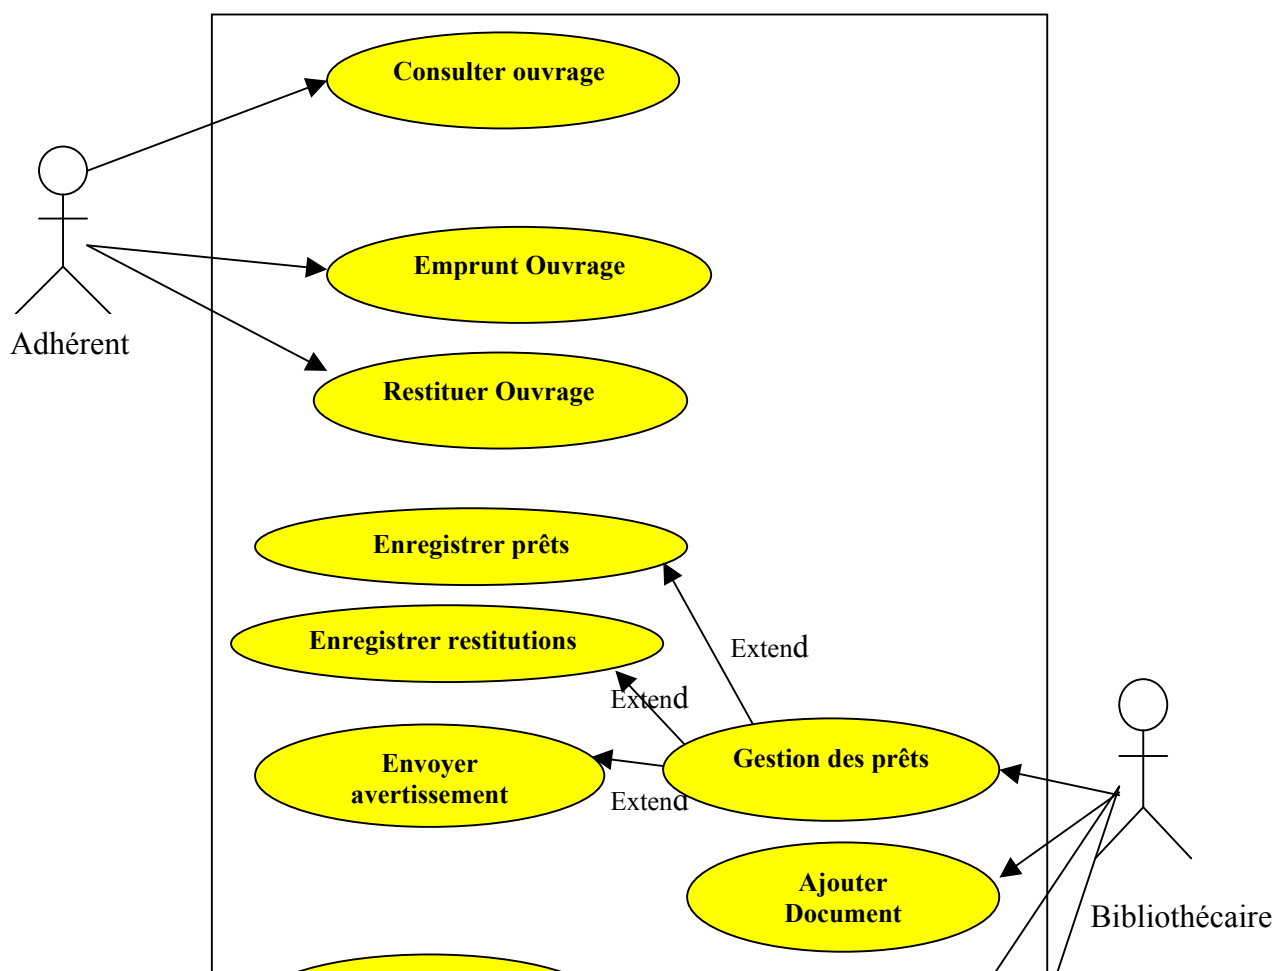 Consulter ouvrage
Emprunt Ouvrage
Adhérent
Restituer Ouvrage
Enregistrer prêts
Enregistrer restitutions
Extend
Extend
Envoyer
avertissement
Gestion des prêts
Extend
Ajouter
Document
Bibliothécaire